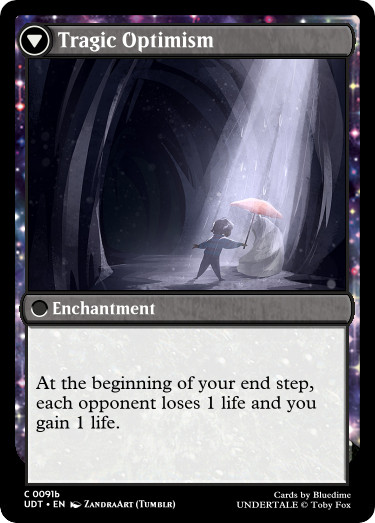 Tragic Optimism
Enchantment
At the beginning of your end step,
each opponent loses 1 life and you
gain 1 life.
C 0091b
UDT • EN ZandraArt (Tumblr)
Cards by Bluedime
UNDERTALE © Toby Fox